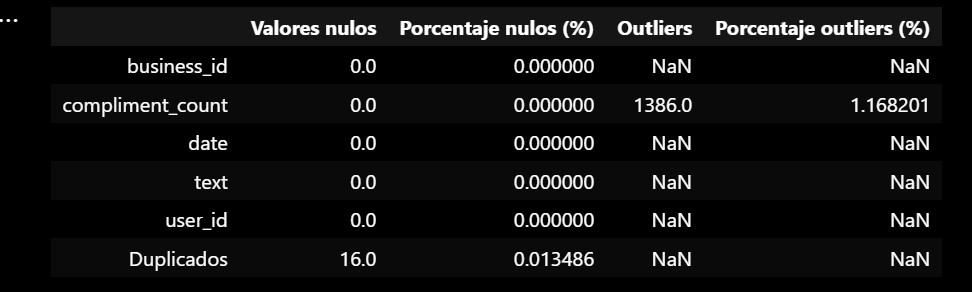 ...
Valores nulos Porcentaje nulos (%) Outliers Porcentaje outliers (%)
business_id 0.0 0.000000 NaN NaN
compliment_count 0.0 0.000000 1386.0 1.168201
date 0.0 0.000000 NaN NaN
text 0.0 0.000000 NaN NaN
user_id 0.0 0.000000 NaN NaN
Duplicados 16.0 0.013486 NaN NaN